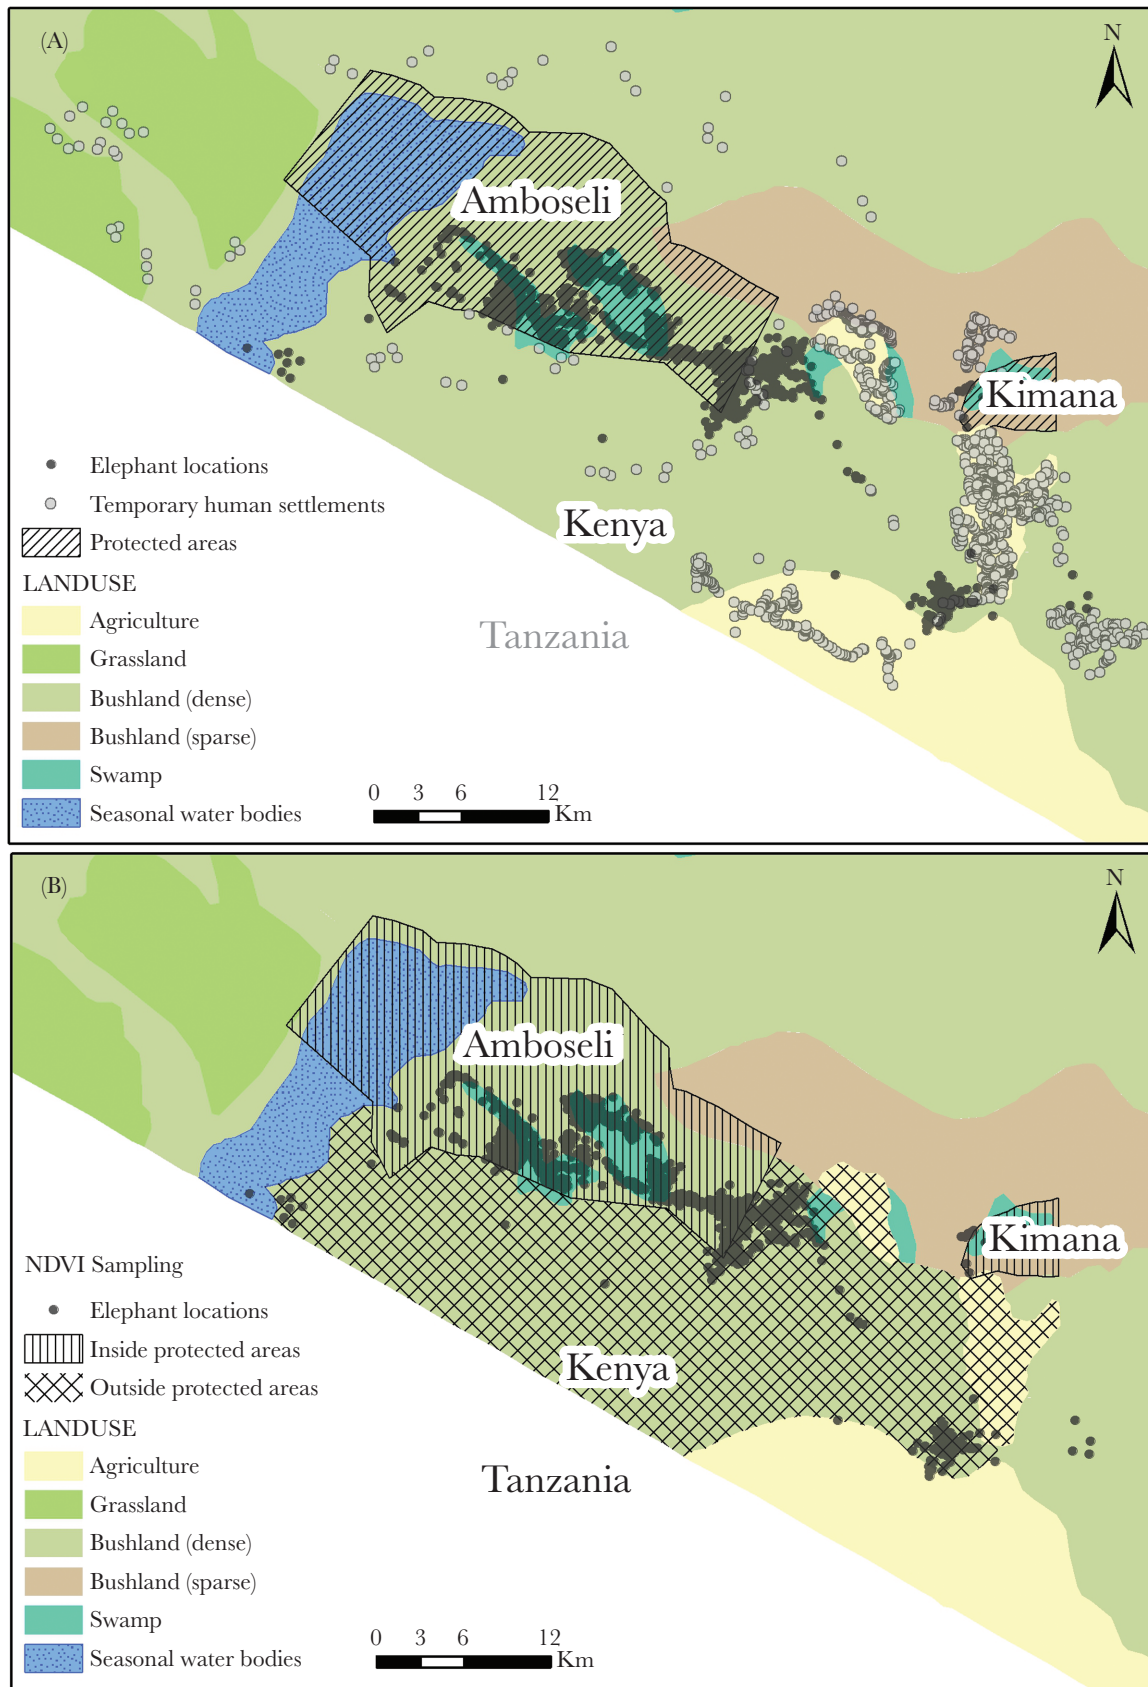 (A)
N
Amboseli
Kimana
Elephant locations
Temporary human settlements
Protected areas
Kenya
LANDUSE
Agriculture
Tanzania
Grassland
Bushland (dense)
Bushland (sparse)
Swamp
0 3 6 12
Seasonal water bodies
Km
(B)
N
Amboseli
Kimana
NDVI Sampling
Elephant locations
Inside protected areas
Kenya
Outside protected areas
LANDUSE
Agriculture
Tanzania
Grassland
Bushland (dense)
Bushland (sparse)
Swamp
0 3 6 12
Seasonal water bodies
Km